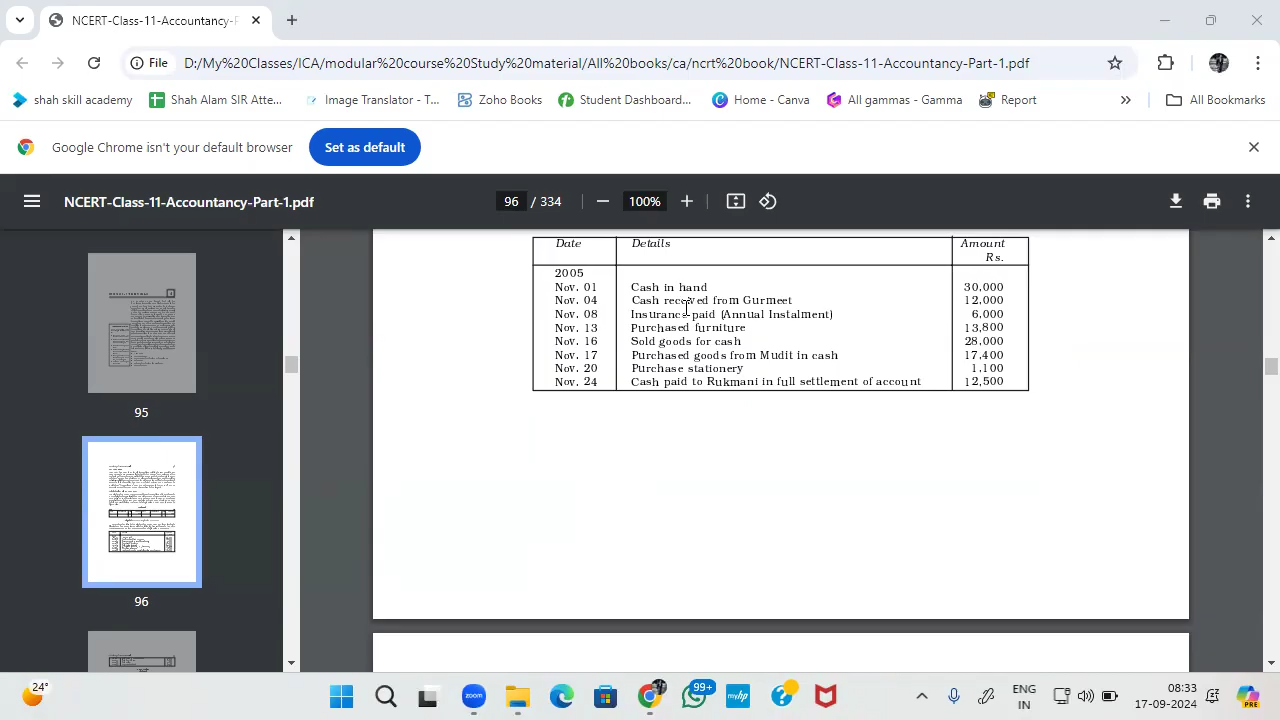 NCERT-Class-11-Accountancy-P
File
D:/My%20Classes/ICA/modular%20course%20Study%20material/All%20books/ca/ncrt%20book/NCERT-Class-11-Accountancy-Part-1.pdf
shah skill academy
Shah Alam SIR Atte...
Image Translator - T...
Zoho Books
Student Dashboard...
Home - Canva
All gammas - Gamma
Report
All Bookmarks
Google Chrome isn't your default browser
Set as default
NCERT-Class-11-Accountancy-Part-1.pdf
96 / 334
100%
Date Details Amount
Rs.
2005
Nov. 01 Cash in hand 30,000
Nov. 04 Cash received from Gurmeet 12,000
Nov. 08 Insurance paid (Annual Instalment) 6,000
Nov. 13 Purchased furniture 13,800
Nov. 16 Sold goods for cash 28,000
Nov. 17 Purchased goods from Mudit in cash 17,400
Nov. 20 Purchase stationery 1,100
Nov. 24 Cash paid to Rukmani in full settlement of account 12,500
95
96
24°
zoom
99+
myhp
ENG
IN
08:33
17-09-2024
PRE